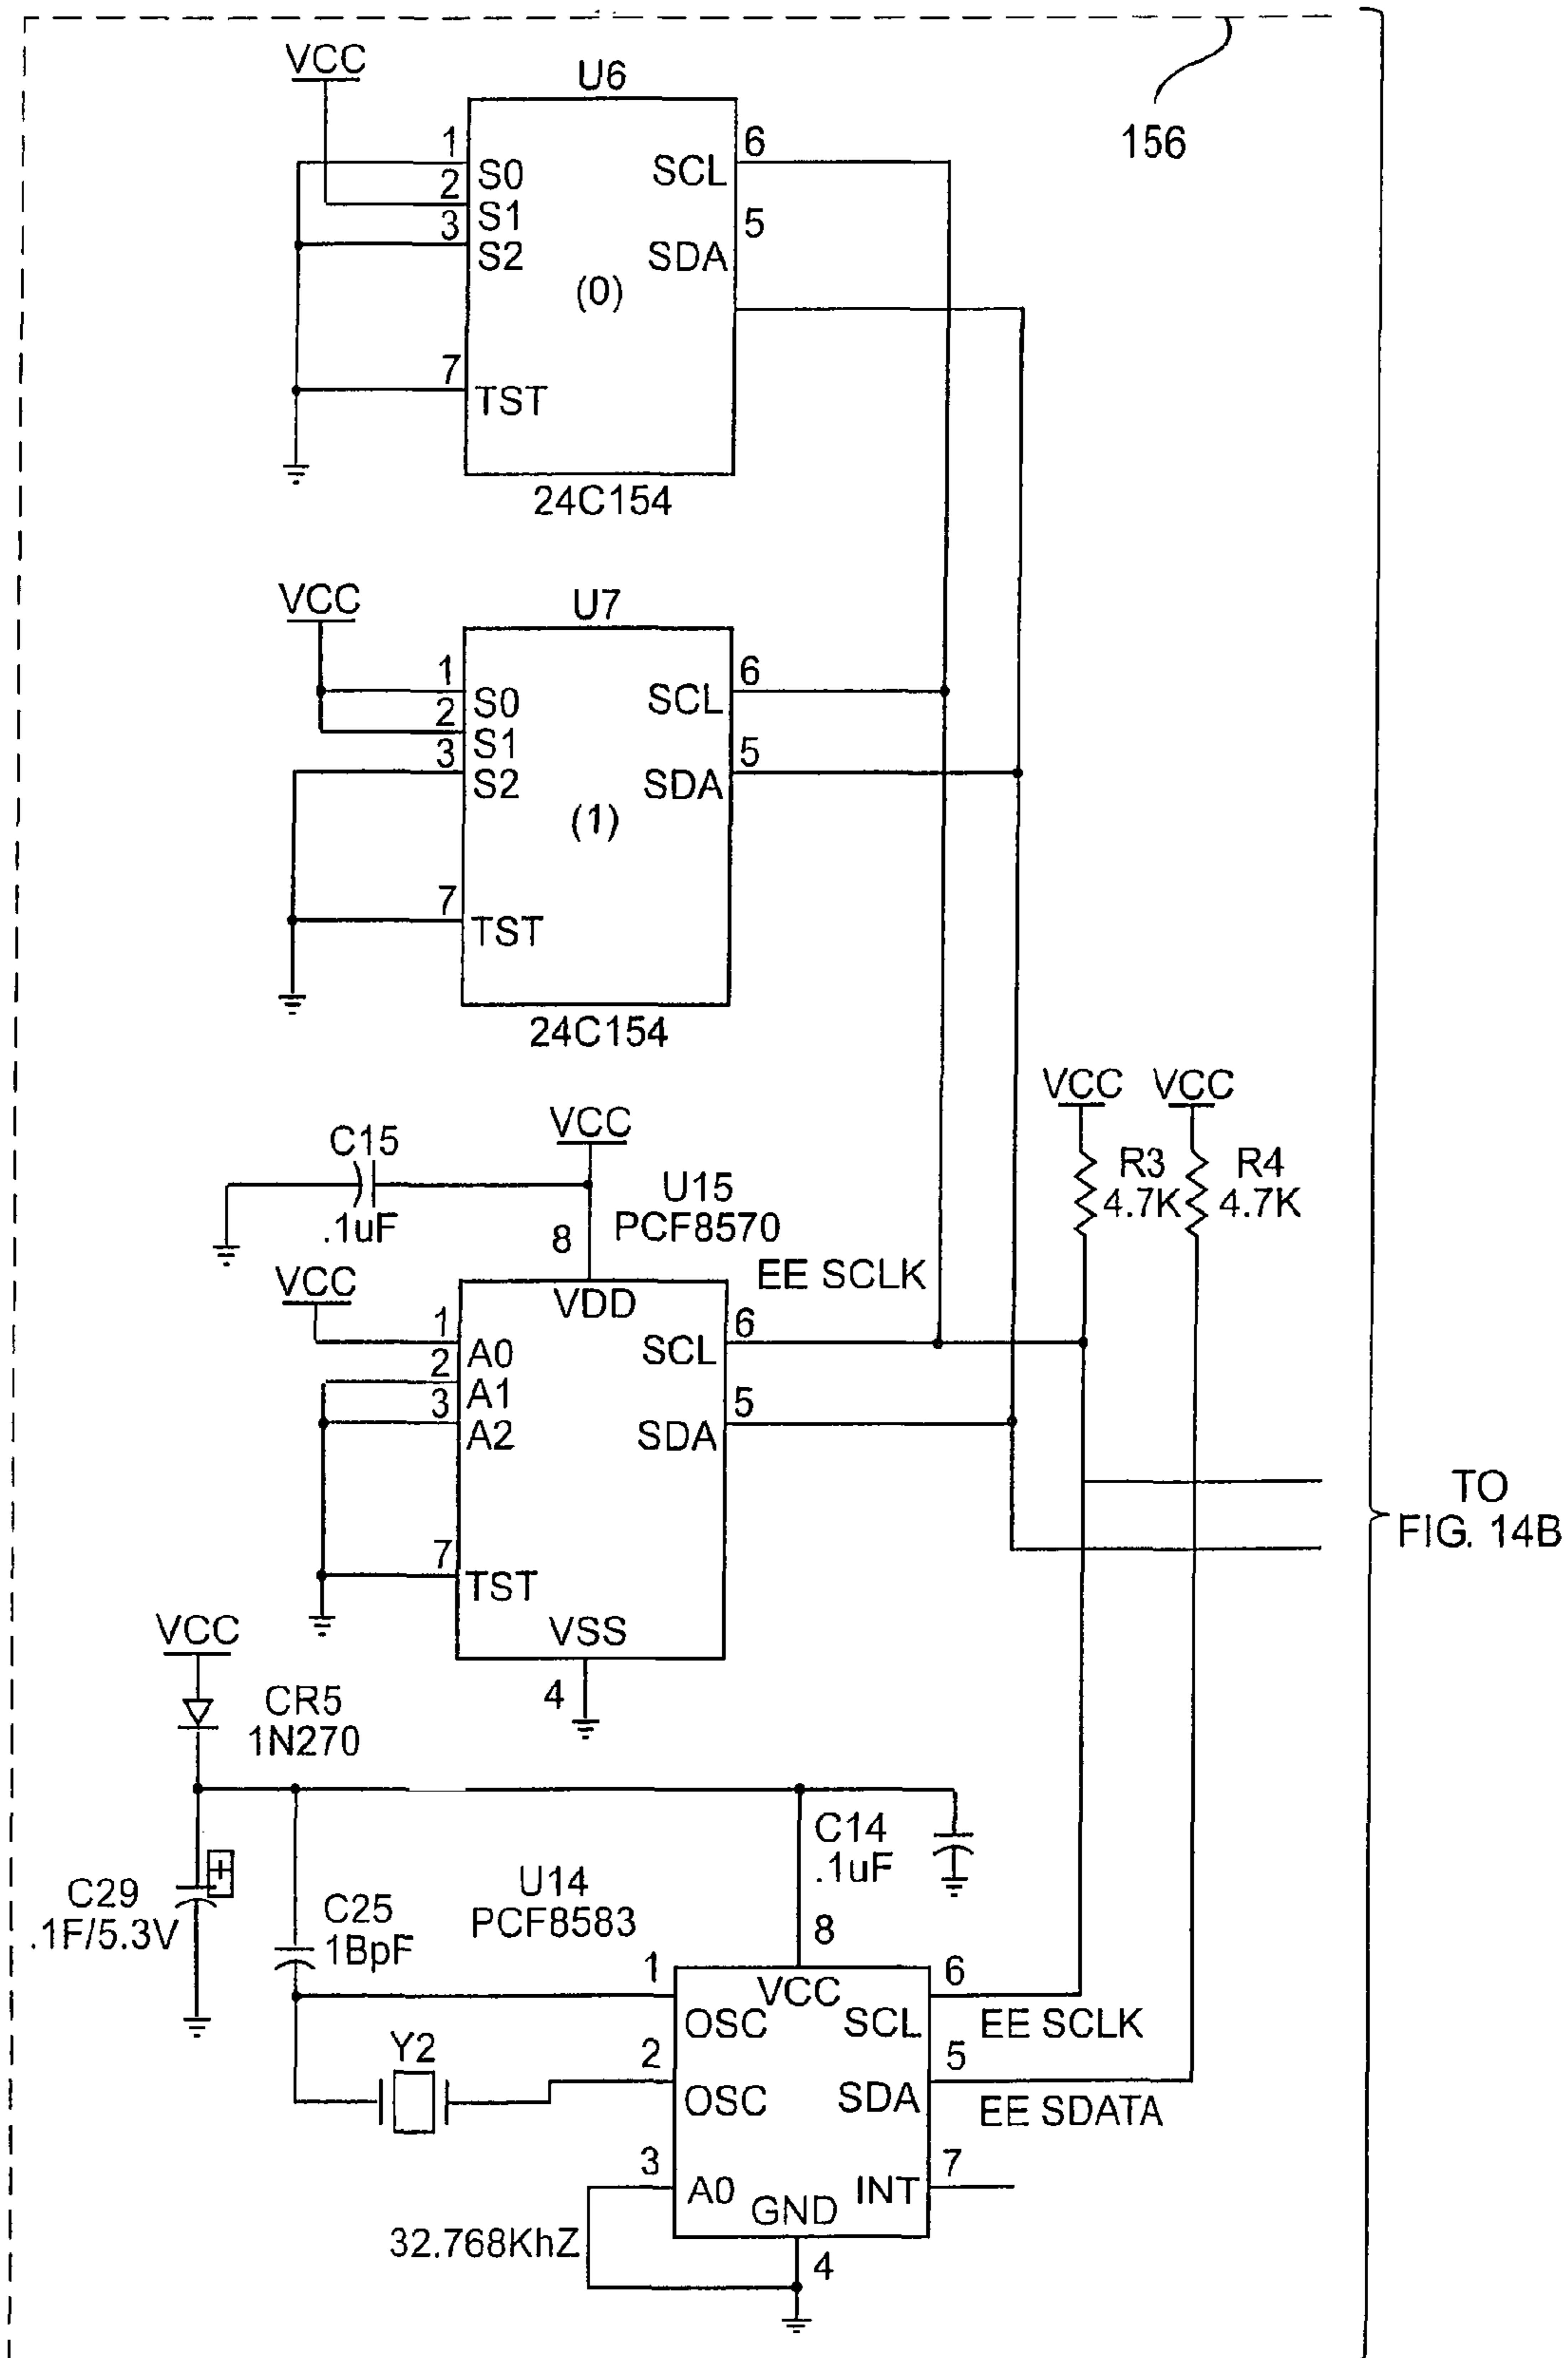 VCC
U6
156
1
S0
SCL
6
2
S1
5
3
S2
SDA
(0)
7
TST
24C154
VCC
U7
1
S0
SCL
6
2
S1
3
S2
SDA
5
(1)
7
TST
24C154
VCC VCC
R3
4.7K
R4
4.7K
VCC
C15
.1uF
U15
PCF8570
8
EE SCLK
VCC
VDD
1
A0
SCL
6
2
A1
3
A2
SDA
5
7
TST
VSS
4
TO
FIG. 14B
VCC
CR5
1N270
C14
.1uF
C29
.1F/5.3V
C25
1BpF
U14
PCF8583
8
1
VCC
6
OSC
SCL
EE SCLK
Y2
2
5
OSC
SDA
EE SDATA
3
7
A0
INT
GND
32.768KhZ
4